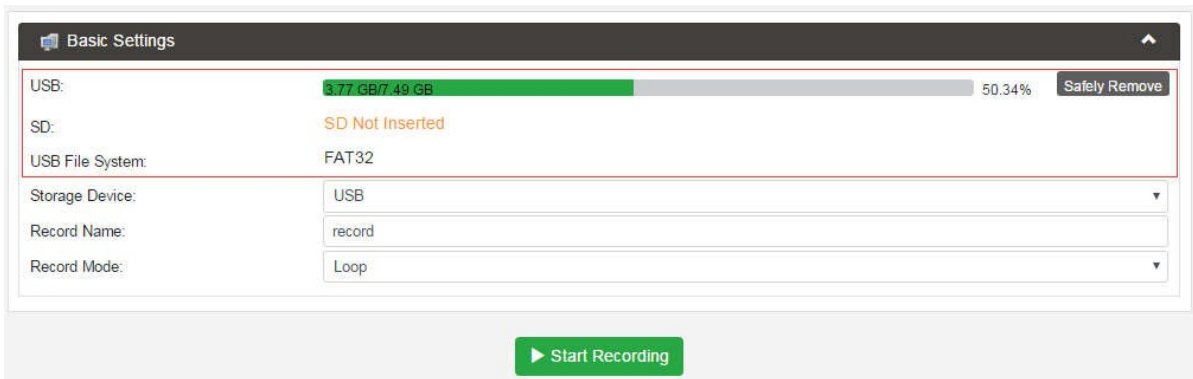 Basic Settings
USB: 3.77 GB/7.49 GB 50.34% Safely Remove
SD: SD Not Inserted
USB File System: FAT32
Storage Device: USB
Record Name: record
Record Mode: Loop
Start Recording